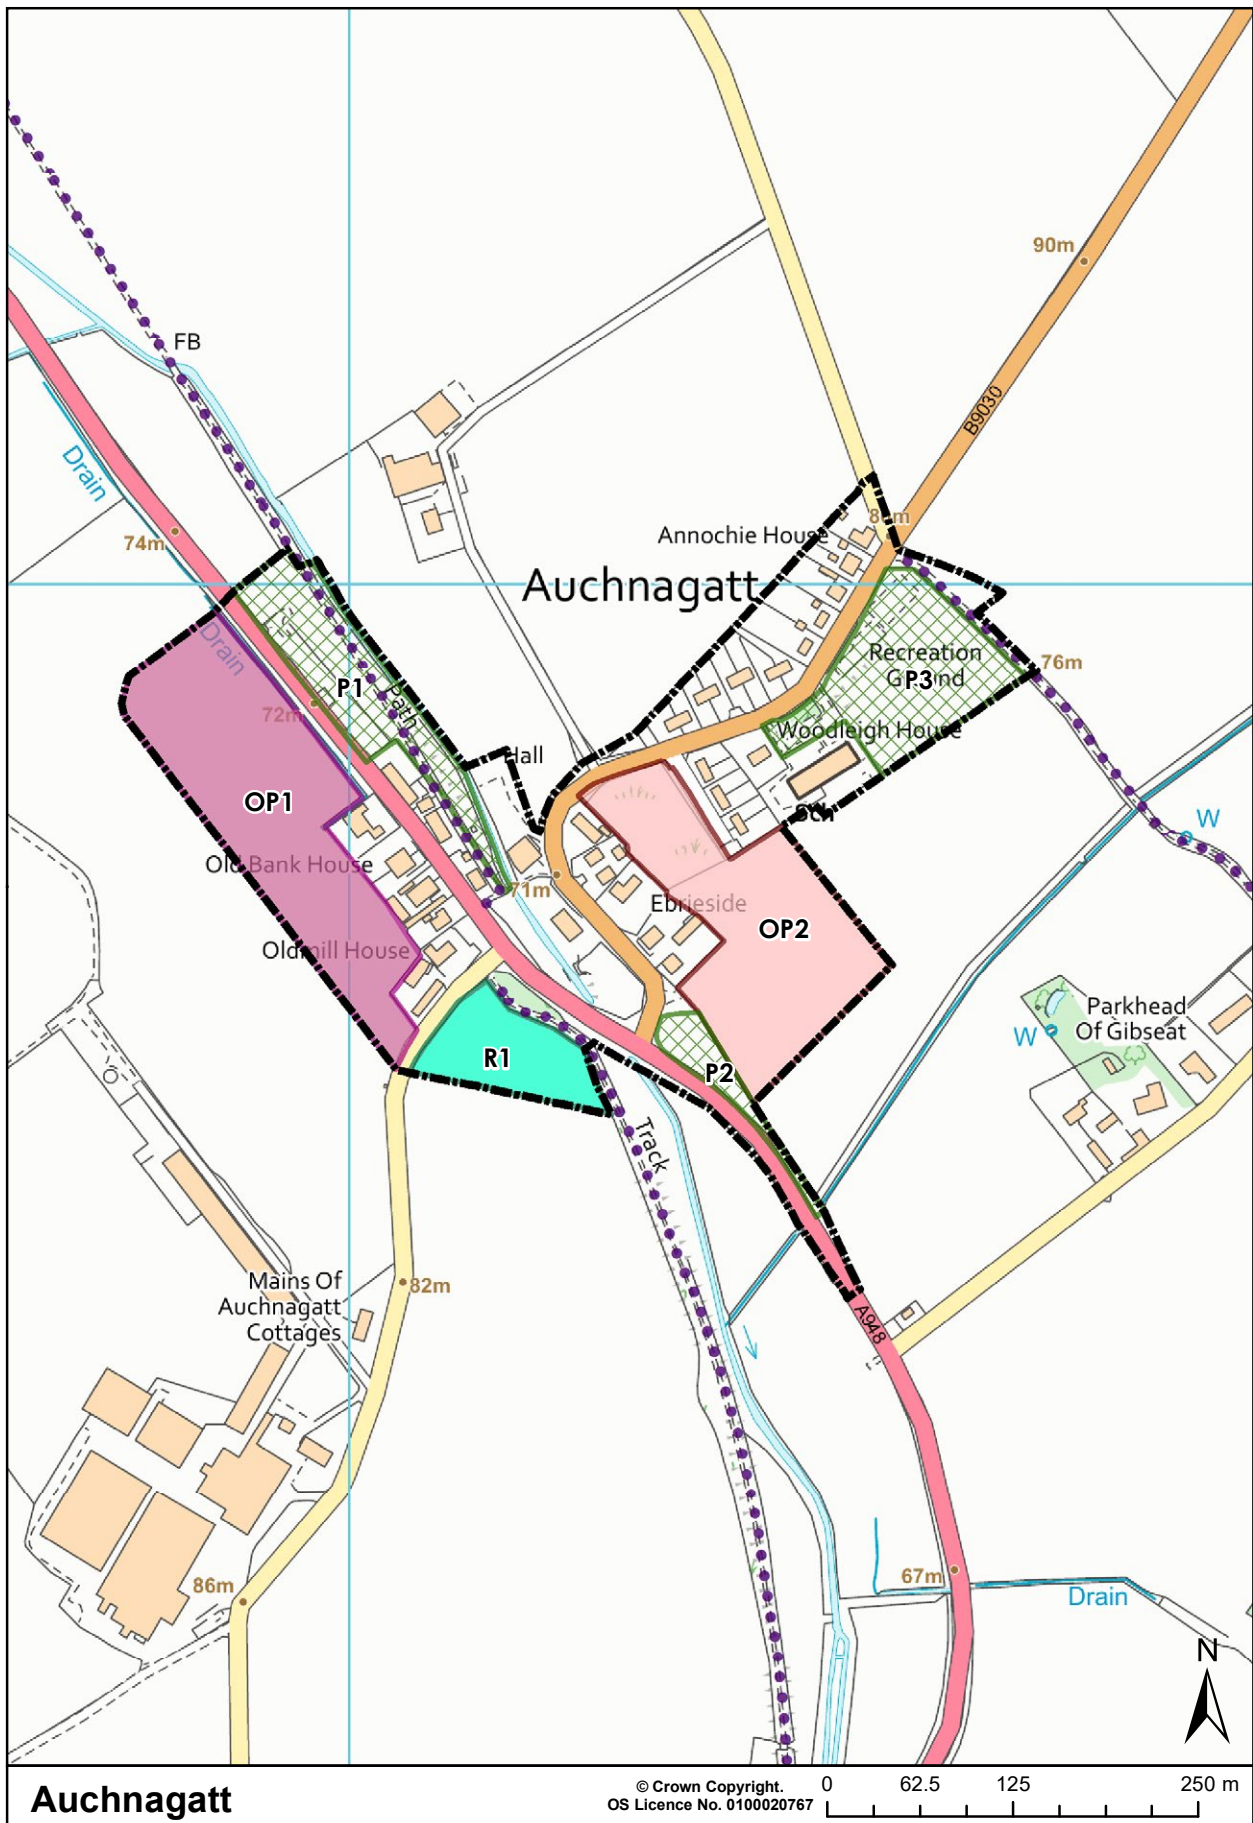 90m
FB
B9030
Drain
74m
Annochie House
84m
Auchnagatt
Drain
Recreation
Ground
P3
76m
P1
Path
72m
Woodleigh House
Hall
OP1
Sch
W
Old Bank House
71m
Ebrieside
OP2
Oldmill House
Parkhead
Of Gibseat
W
R1
P2
Track
Mains Of
Auchnagatt
Cottages
82m
A948
86m
67m
Drain
N
Auchnagatt
© Crown Copyright.
OS Licence No. 0100020767
0 62.5 125 250 m